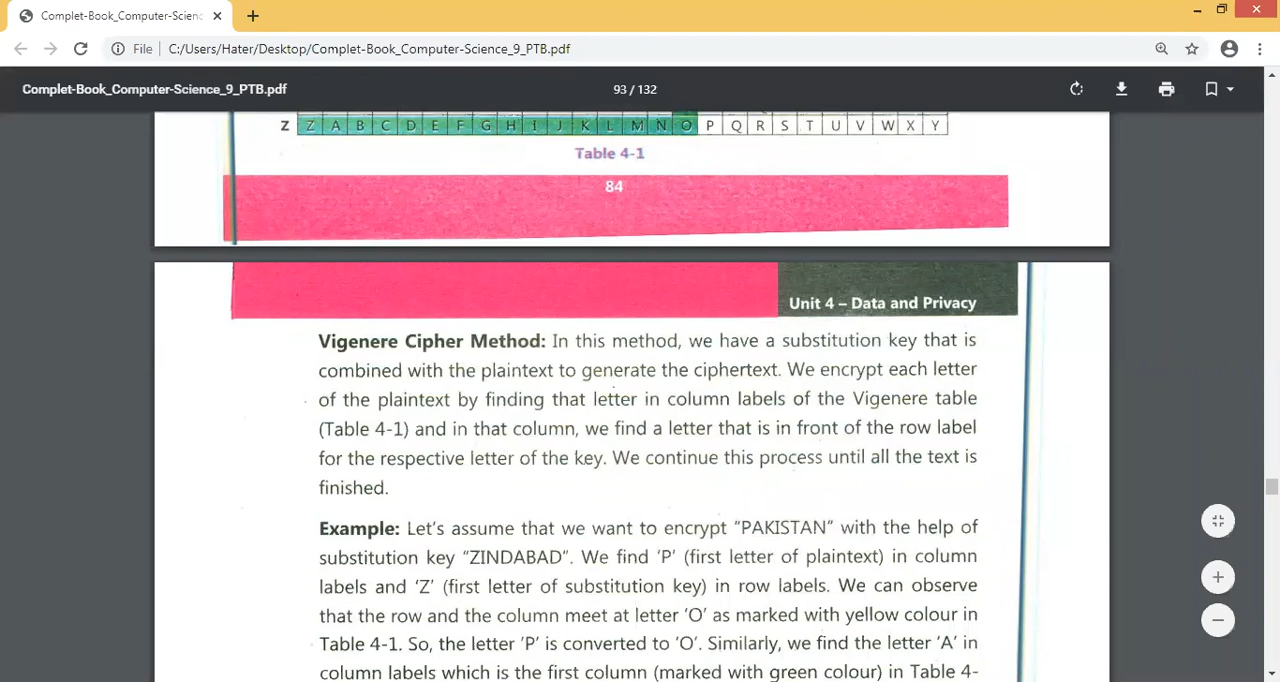 Complet-Book_Computer-Scienc
File C:/Users/Hater/Desktop/Complet-Book_Computer-Science_9_PTB.pdf
Complet-Book_Computer-Science_9_PTB.pdf 93 / 132
Z Z A B C D E F G H I J K L M N O P Q R S T U V W X Y
Table 4-1
84
Unit 4 – Data and Privacy
Vigenere Cipher Method: In this method, we have a substitution key that is
combined with the plaintext to generate the ciphertext. We encrypt each letter
of the plaintext by finding that letter in column labels of the Vigenere table
(Table 4-1) and in that column, we find a letter that is in front of the row label
for the respective letter of the key. We continue this process until all the text is
finished.
Example: Let's assume that we want to encrypt “PAKISTAN” with the help of
substitution key “ZINDABAD”. We find ‘P’ (first letter of plaintext) in column
labels and ‘Z’ (first letter of substitution key) in row labels. We can observe
that the row and the column meet at letter ‘O’ as marked with yellow colour in
Table 4-1. So, the letter ‘P’ is converted to ‘O’. Similarly, we find the letter ‘A’ in
column labels which is the first column (marked with green colour) in Table 4-